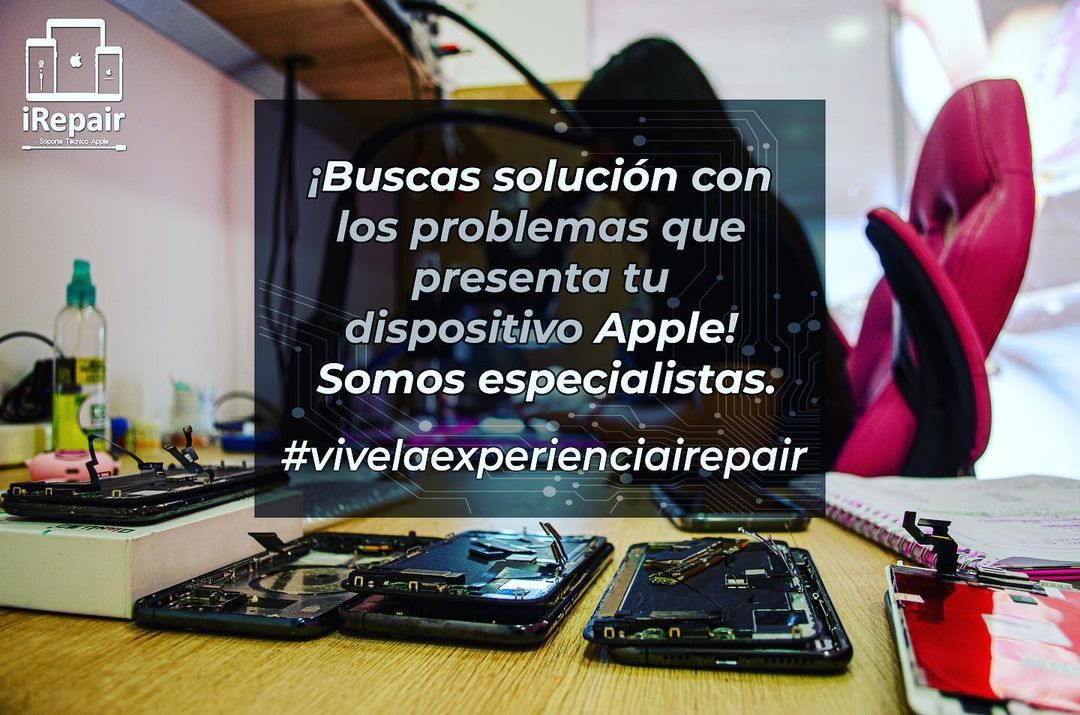 iRepair
Soporte Técnico Apple
¡Buscas solución con
los problemas que
presenta tu
dispositivo Apple!
Somos especialistas.
#vivelaexperienciairepair